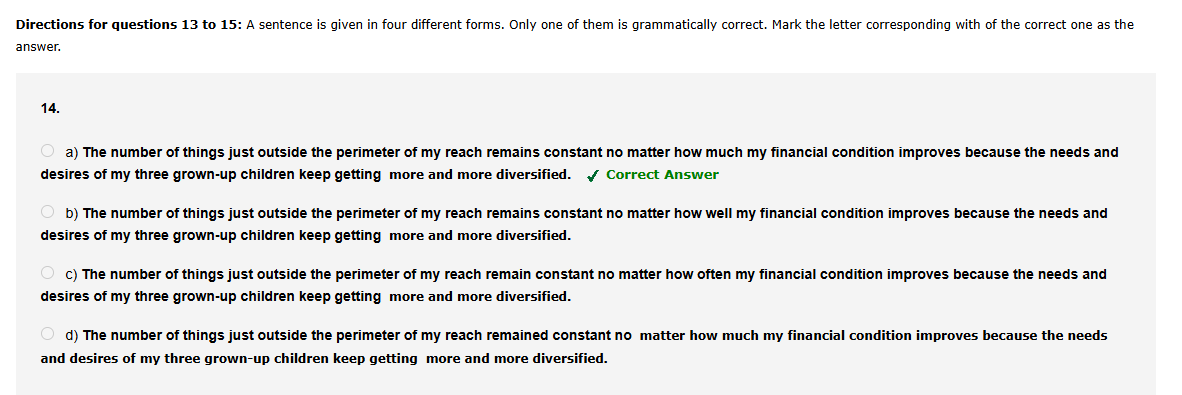 Directions for questions 13 to 15: A sentence is given in four different forms. Only one of them is grammatically correct. Mark the letter corresponding with of the correct one as the
answer.
14.
a) The number of things just outside the perimeter of my reach remains constant no matter how much my financial condition improves because the needs and
desires of my three grown-up children keep getting more and more diversified. ✓ Correct Answer
b) The number of things just outside the perimeter of my reach remains constant no matter how well my financial condition improves because the needs and
desires of my three grown-up children keep getting more and more diversified.
c) The number of things just outside the perimeter of my reach remain constant no matter how often my financial condition improves because the needs and
desires of my three grown-up children keep getting more and more diversified.
d) The number of things just outside the perimeter of my reach remained constant no matter how much my financial condition improves because the needs
and desires of my three grown-up children keep getting more and more diversified.